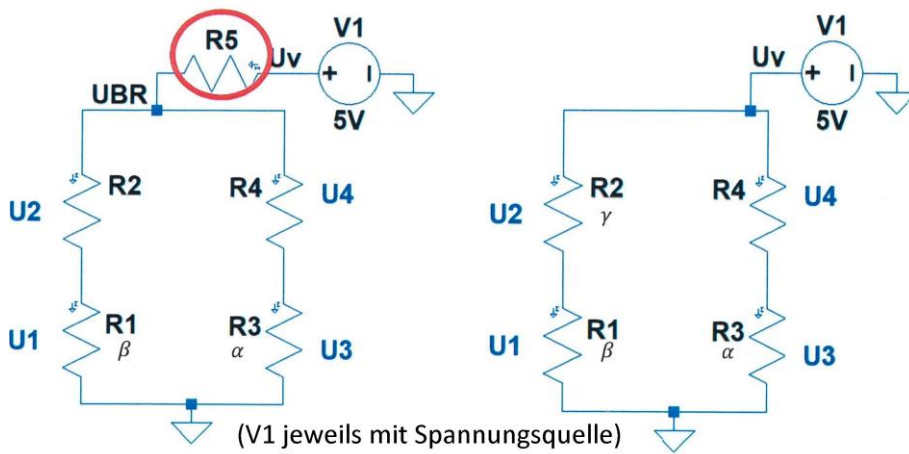 R5
Uv
V1
+
5V
UBR
R2
U2
R4
U4
R1
β
U1
R3
α
U3
V1
Uv
+
5V
R2
γ
U2
R4
U4
R1
β
U1
R3
α
U3
(V1 jeweils mit Spannungsquelle)